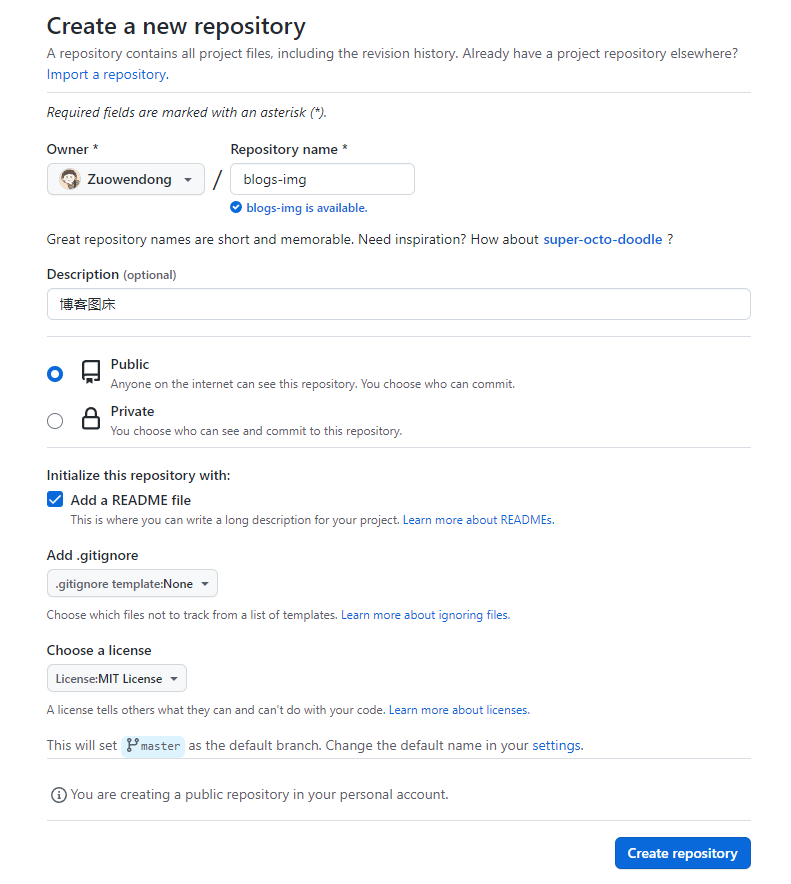 Create a new repository
A repository contains all project files, including the revision history. Already have a project repository elsewhere?
Import a repository.
Required fields are marked with an asterisk (*).
Owner * Repository name *
Zuowendong / blogs-img
blogs-img is available.
Great repository names are short and memorable. Need inspiration? How about super-octo-doodle ?
Description (optional)
博客图床
Public
Anyone on the internet can see this repository. You choose who can commit.
Private
You choose who can see and commit to this repository.
Initialize this repository with:
Add a README file
This is where you can write a long description for your project. Learn more about READMEs.
Add .gitignore
.gitignore template:None
Choose which files not to track from a list of templates. Learn more about ignoring files.
Choose a license
License:MIT License
A license tells others what they can and can't do with your code. Learn more about licenses.
This will set master as the default branch. Change the default name in your settings.
You are creating a public repository in your personal account.
Create repository